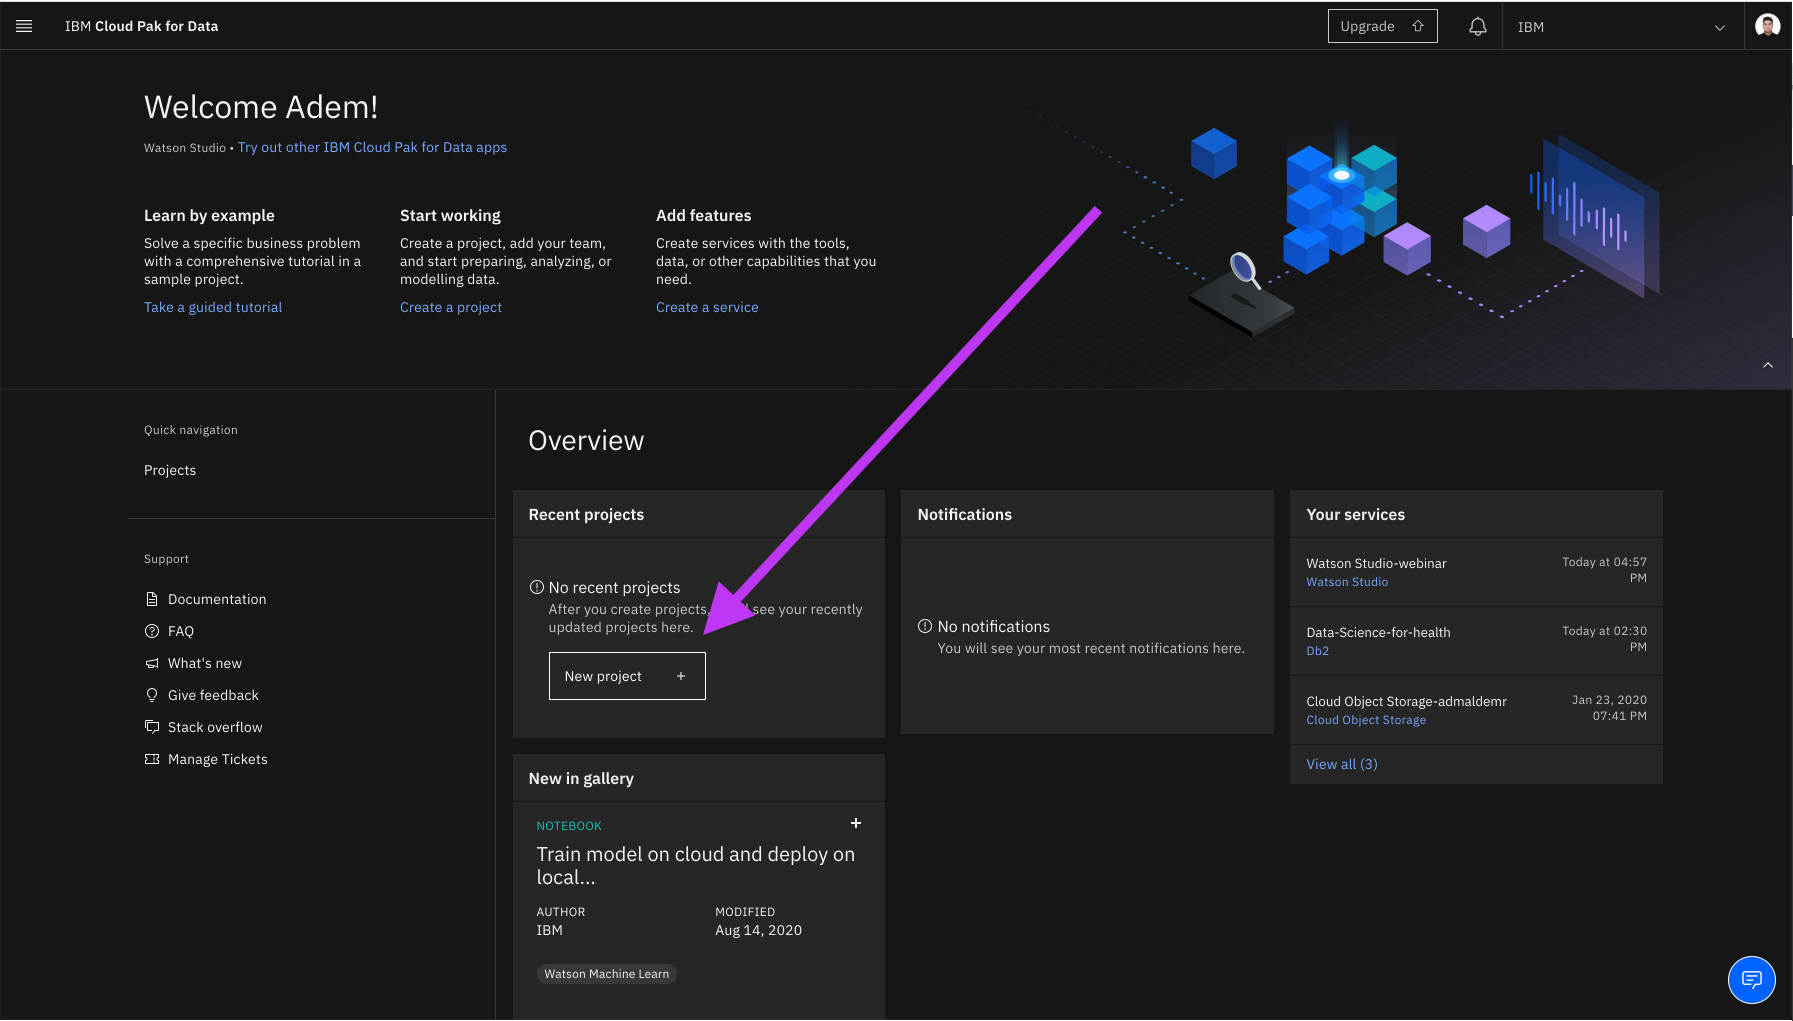 IBM Cloud Pak for Data
Upgrade
IBM
Welcome Adem!
Watson Studio • Try out other IBM Cloud Pak for Data apps
Learn by example
Solve a specific business problem
with a comprehensive tutorial in a
sample project.
Take a guided tutorial
Start working
Create a project, add your team,
and start preparing, analyzing, or
modelling data.
Create a project
Add features
Create services with the tools,
data, or other capabilities that you
need.
Create a service
Quick navigation
Projects
Support
Documentation
FAQ
What's new
Give feedback
Stack overflow
Manage Tickets
Overview
Recent projects
No recent projects
After you create projects, see your recently
updated projects here.
New project +
Notifications
No notifications
You will see your most recent notifications here.
Your services
Watson Studio-webinar
Watson Studio
Today at 04:57
PM
Data-Science-for-health
Db2
Today at 02:30
PM
Cloud Object Storage-admaldemr
Cloud Object Storage
Jan 23, 2020
07:41 PM
View all (3)
New in gallery
NOTEBOOK
+
Train model on cloud and deploy on
local...
AUTHOR
IBM
MODIFIED
Aug 14, 2020
Watson Machine Learn